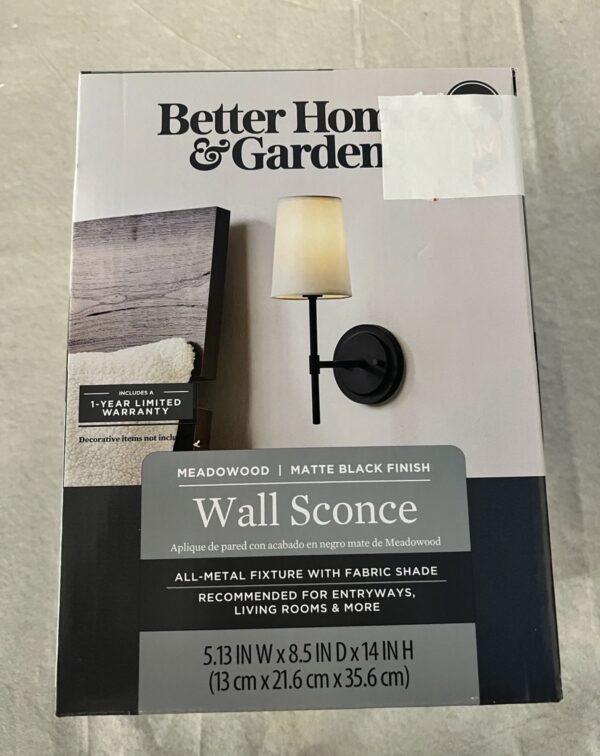 Better Hom
& Garden
INCLUDES A
1-YEAR LIMITED
WARRANTY
Decorative items not inclu
MEADOWOOD | MATTE BLACK FINISH
Wall Sconce
Aplique de pared con acabado en negro mate de Meadowood
ALL-METAL FIXTURE WITH FABRIC SHADE
RECOMMENDED FOR ENTRYWAYS,
LIVING ROOMS & MORE
5.13 IN W x 8.5 IN D x 14 IN H
(13 cm x 21.6 cm x 35.6 cm)